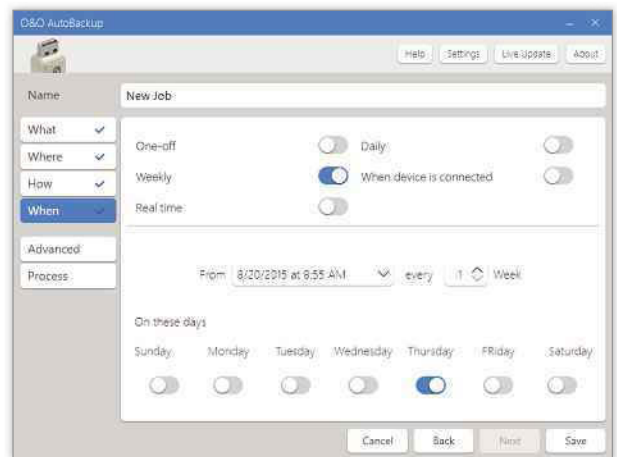 O&O AutoBackup
Help Settings Live Update About
Name New Job
What
Where
How
When
Advanced
Process
One-off Daily
Weekly When device is connected
Real time
From 8/20/2015 at 8:55 AM every 1 Week
On these days
Sunday Monday Tuesday Wednesday Thursday FRiday Saturday
Cancel Back Next Save